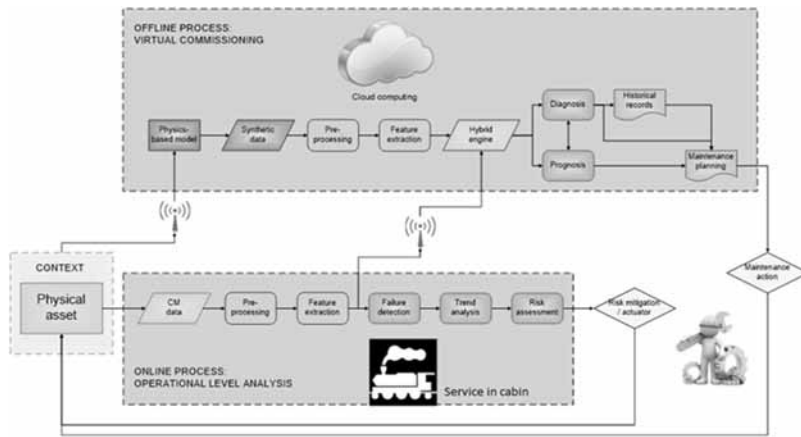 OFFLINE PROCESS:
VIRTUAL COMMISSIONING
Cloud computing
Physics-
based model
Synthetic
data
Pre-
processing
Feature
extraction
Hybrid
engine
Diagnosis
Historical
records
Prognosis
Maintenance
planning
CONTEXT
Physical
asset
CM
data
Pre-
processing
Feature
extraction
Failure
detection
Trend
analysis
Risk
assessment
Risk mitigation
/ actuator
Maintenance
action
ONLINE PROCESS:
OPERATIONAL LEVEL ANALYSIS
Service in cabin